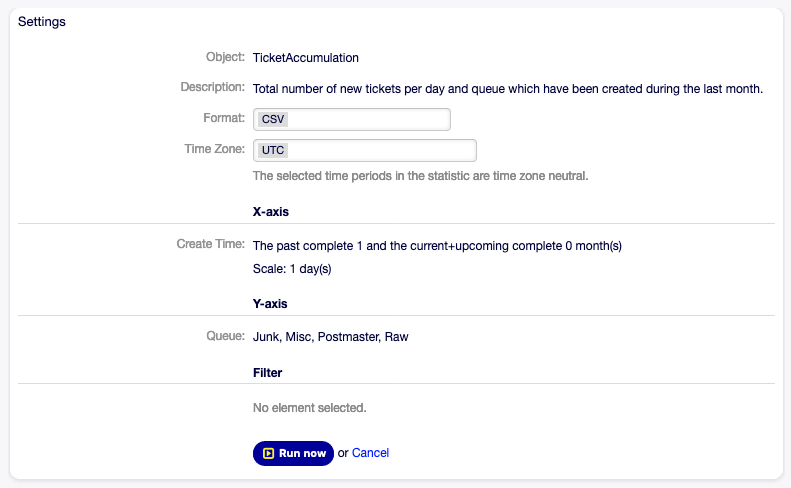 Settings
Object: TicketAccumulation
Description: Total number of new tickets per day and queue which have been created during the last month.
Format: CSV
Time Zone: UTC
The selected time periods in the statistic are time zone neutral.
X-axis
Create Time: The past complete 1 and the current+upcoming complete 0 month(s)
Scale: 1 day(s)
Y-axis
Queue: Junk, Misc, Postmaster, Raw
Filter
No element selected.
Run now or Cancel